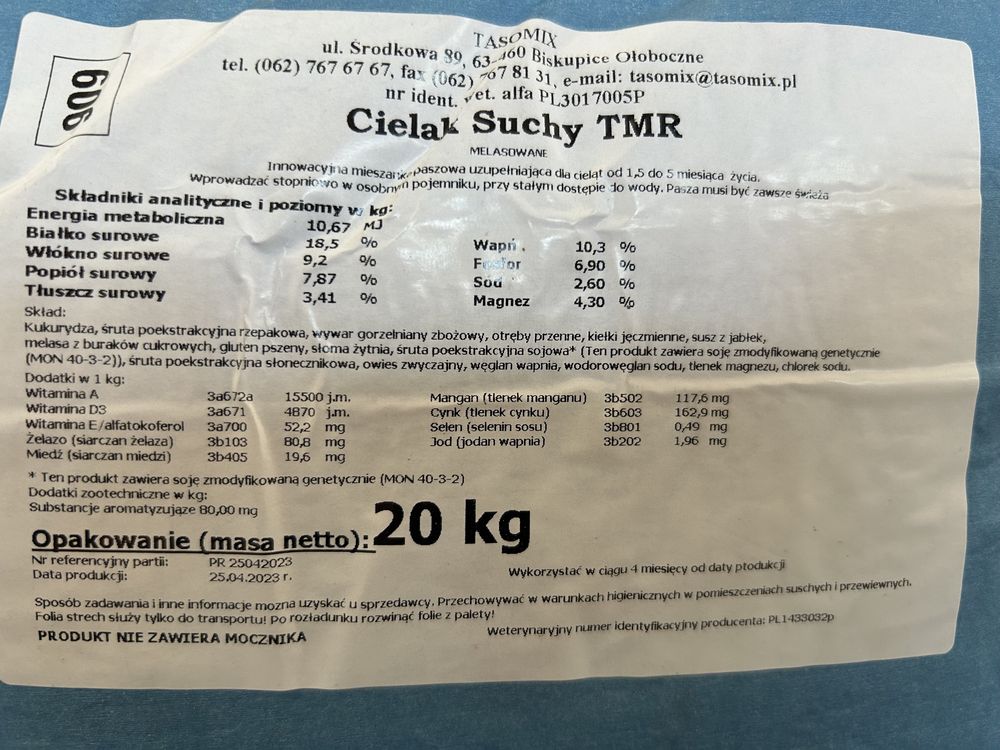 609
TASOMIX
ul. Środkowa 89, 63-460 Biskupice Ołoboczne
tel. (062) 767 67 67, fax (062) 767 81 31, e-mail: tasomix@tasomix.pl
nr ident. wet. alfa PL3017005P
Cielak Suchy TMR
MELASOWANE
Innowacyjna mieszanka paszowa uzupełniająca dla cieląt od 1,5 do 5 miesiąca życia.
Wprowadzać stopniowo w osobnym pojemniku, przy stałym dostępie do wody. Pasza musi być zawsze świeża
Składniki analityczne i poziomy w kg:
Energia metaboliczna 10,67 MJ
Białko surowe 18,5 % Wapń 10,3 %
Włókno surowe 9,2 % Fosfor 6,90 %
Popiół surowy 7,87 % Sód 2,60 %
Tłuszcz surowy 3,41 % Magnez 4,30 %
Skład:
Kukurydza, śruta poekstrakcyjna rzepakowa, wywar gorzelniany zbożowy, otręby przenne, kiełki jęczmienne, susz z jabłek,
melasa z buraków cukrowych, gluten pszeny, słoma żytnia, śruta poekstrakcyjna sojowa* (Ten produkt zawiera soję zmodyfikowaną genetycznie
(MON 40-3-2)), śruta poekstrakcyjna słonecznikowa, owies zwyczajny, węglan wapnia, wodorowęglan sodu, tlenek magnezu, chlorek sodu.
Dodatki w 1 kg:
Witamina A 3a672a 15500 j.m. Mangan (tlenek manganu) 3b502 117,6 mg
Witamina D3 3a671 4870 j.m. Cynk (tlenek cynku) 3b603 162,9 mg
Witamina E/alfatokoferol 3a700 52,2 mg Selen (selenin sosu) 3b801 0,49 mg
Żelazo (siarczan żelaza) 3b103 80,8 mg Jod (jodan wapnia) 3b202 1,96 mg
Miedź (siarczan miedzi) 3b405 19,6 mg
* Ten produkt zawiera soję zmodyfikowaną genetycznie (MON 40-3-2)
Dodatki zootechniczne w kg:
Substancje aromatyzująze 80,00 mg
Opakowanie (masa netto): 20 kg
Nr referencyjny partii: PR 25042023
Data produkcji: 25.04.2023 r. Wykorzystać w ciągu 4 miesięcy od daty ptodukcji
Sposób zadawania i inne informacje mozna uzyskać u sprzedawcy. Przechowywać w warunkach higienicznych w pomieszczeniach suschych i przewiewnych.
Folia strech służy tylko do transportu! Po rozładunku rozwinąć folie z palety!
PRODUKT NIE ZAWIERA MOCZNIKA Weterynaryjny numer identyfikacyjny producenta: PL1433032p